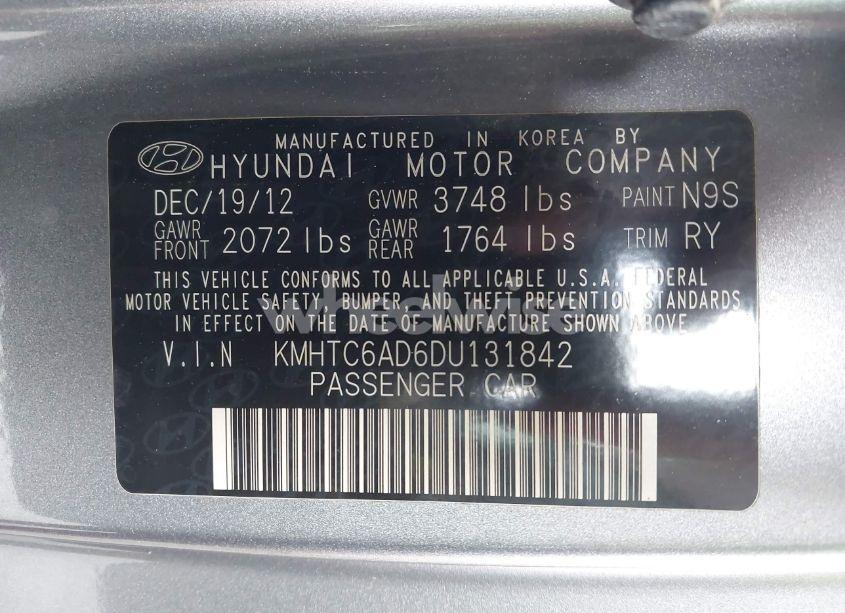 MANUFACTURED IN KOREA BY
HYUNDAI MOTOR COMPANY
DEC/19/12 GVWR 3748 lbs PAINT N9S
GAWR FRONT 2072 lbs GAWR REAR 1764 lbs TRIM RY
THIS VEHICLE CONFORMS TO ALL APPLICABLE U.S.A. FEDERAL
MOTOR VEHICLE SAFETY, BUMPER, AND THEFT PREVENTION STANDARDS
IN EFFECT ON THE DATE OF MANUFACTURE SHOWN ABOVE.
V.I.N KMHTC6AD6DU131842
PASSENGER CAR